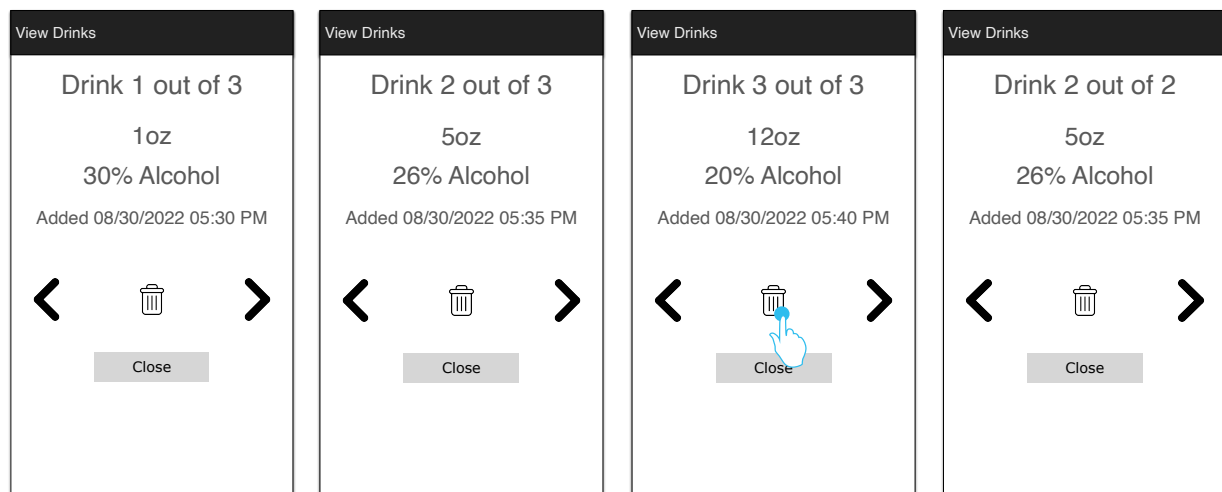 View Drinks
Drink 1 out of 3
1oz
30% Alcohol
Added 08/30/2022 05:30 PM
Close
View Drinks
Drink 2 out of 3
5oz
26% Alcohol
Added 08/30/2022 05:35 PM
Close
View Drinks
Drink 3 out of 3
12oz
20% Alcohol
Added 08/30/2022 05:40 PM
Close
View Drinks
Drink 2 out of 2
5oz
26% Alcohol
Added 08/30/2022 05:35 PM
Close